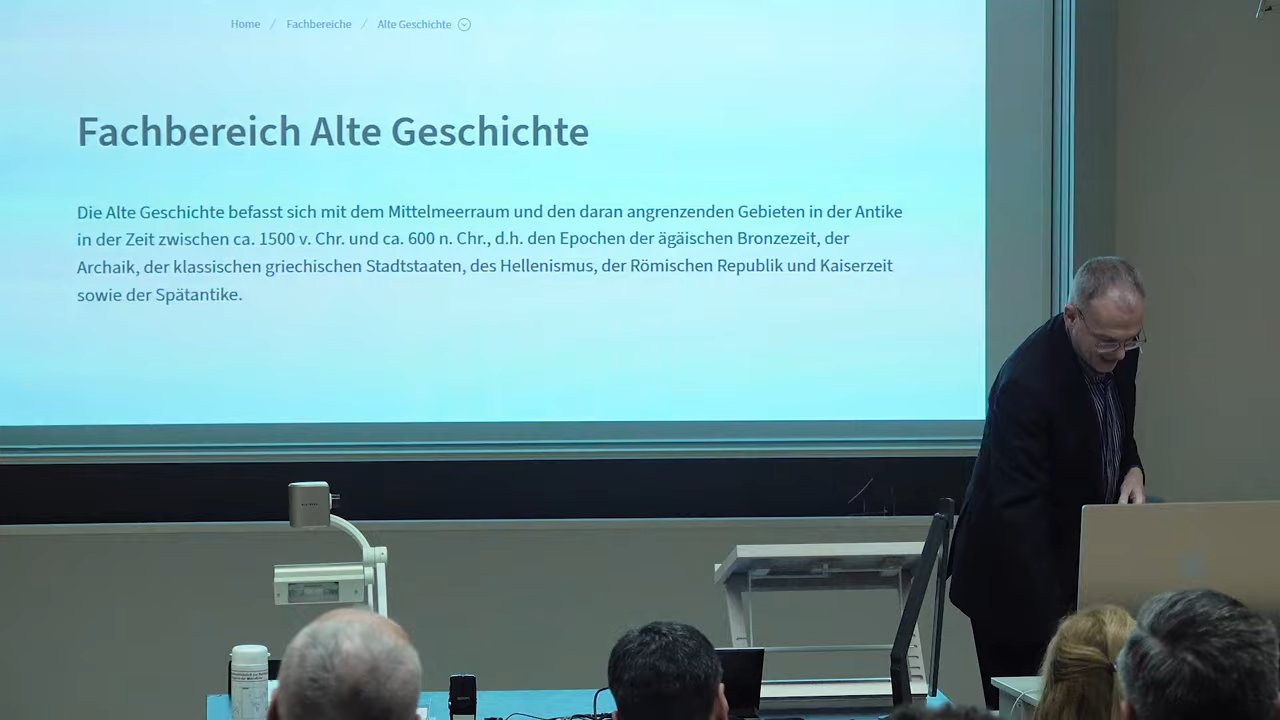 Home / Fachbereiche / Alte Geschichte
Fachbereich Alte Geschichte
Die Alte Geschichte befasst sich mit dem Mittelmeerraum und den daran angrenzenden Gebieten in der Antike
in der Zeit zwischen ca. 1500 v. Chr. und ca. 600 n. Chr., d.h. den Epochen der ägäischen Bronzezeit, der
Archaik, der klassischen griechischen Stadtstaaten, des Hellenismus, der Römischen Republik und Kaiserzeit
sowie der Spätantike.